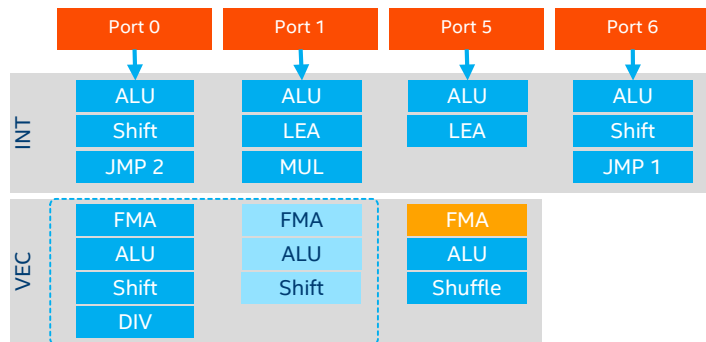 Port 0 Port 1 Port 5 Port 6
INT
ALU ALU ALU ALU
Shift LEA LEA Shift
JMP 2 MUL JMP 1
VEC
FMA FMA FMA
ALU ALU ALU
Shift Shift Shuffle
DIV